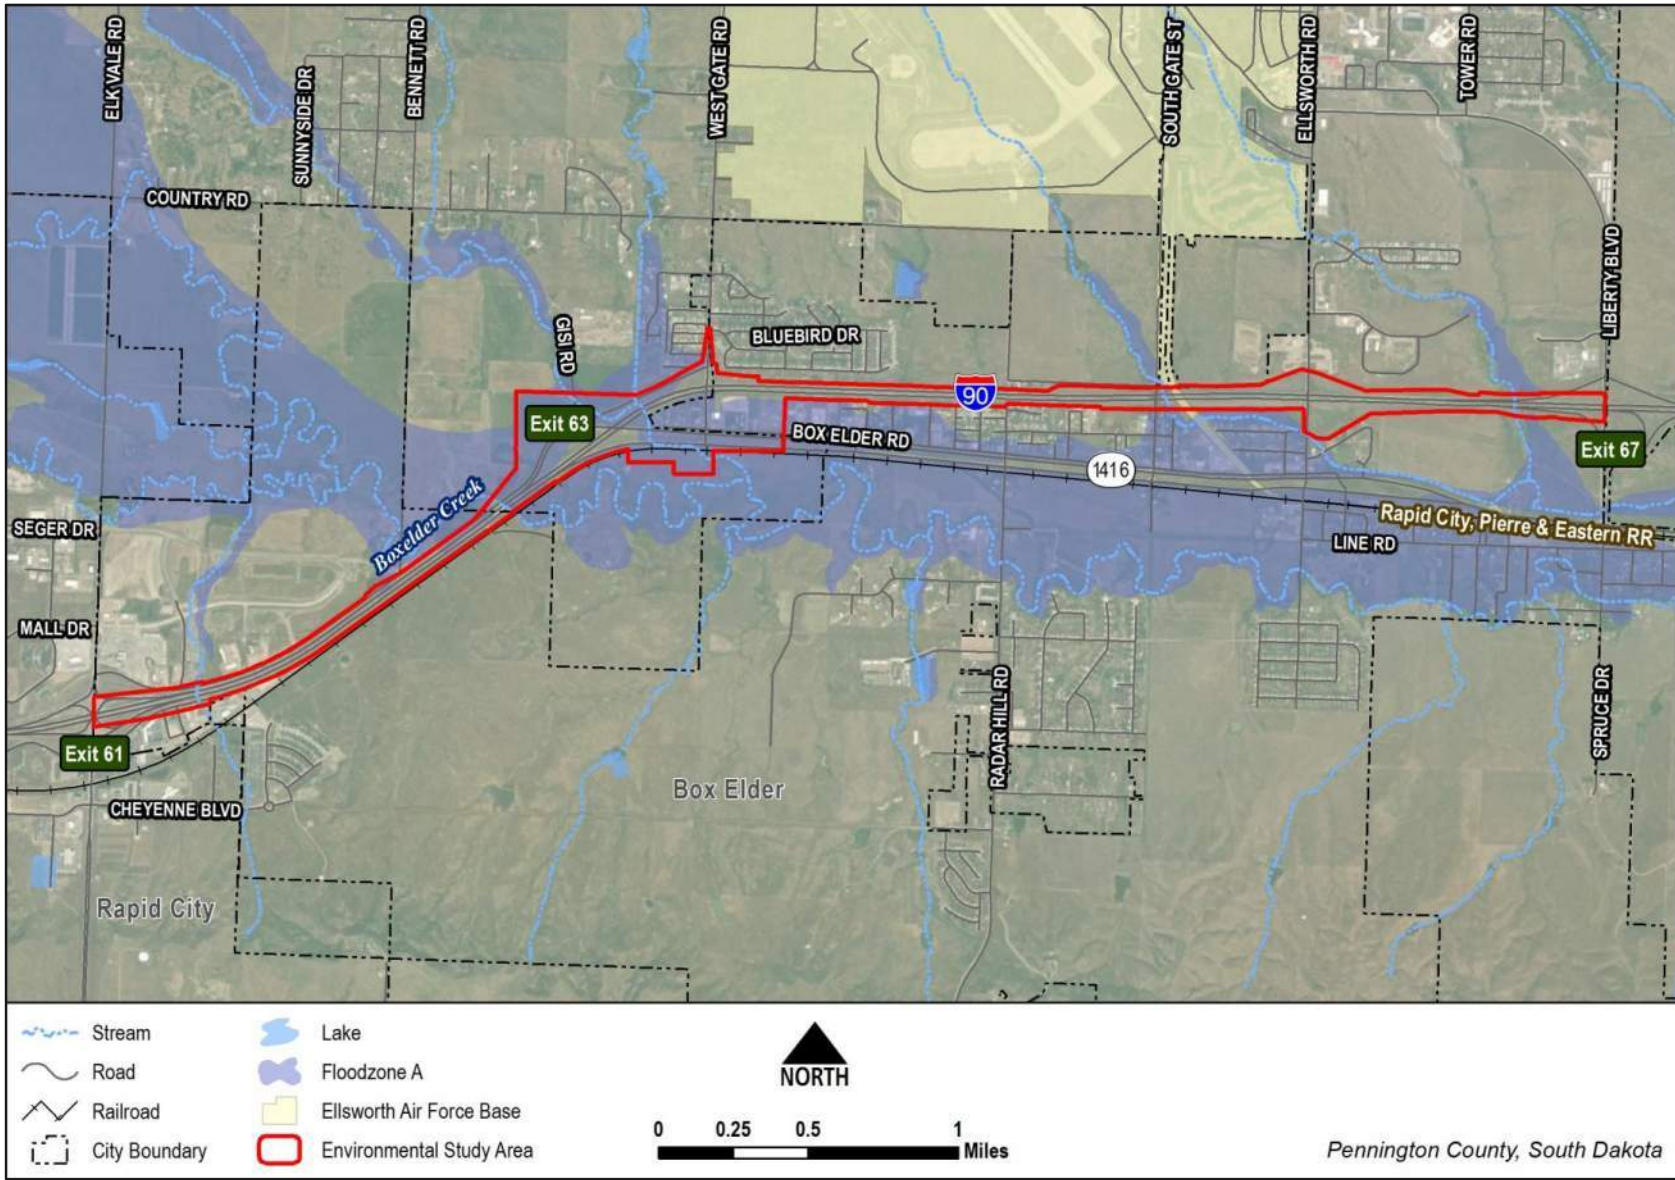 ELK VALE RD
SUNNYSIDE DR
BENNETT RD
WEST GATE RD
SOUTH GATE ST
ELLSWORTH RD
TOWER RD
COUNTRY RD
LIBERTY BLVD
GISI RD
BLUEBIRD DR
90
Exit 63
BOX ELDER RD
Exit 67
1416
Boxelder Creek
Rapid City, Pierre & Eastern RR
SEGER DR
LINE RD
MALL DR
RADAR HILL RD
SPRUCE DR
Exit 61
Box Elder
CHEYENNE BLVD
Rapid City
Stream
Road
Railroad
City Boundary
Lake
Floodzone A
Ellsworth Air Force Base
Environmental Study Area
NORTH
0 0.25 0.5 1
Miles
Pennington County, South Dakota